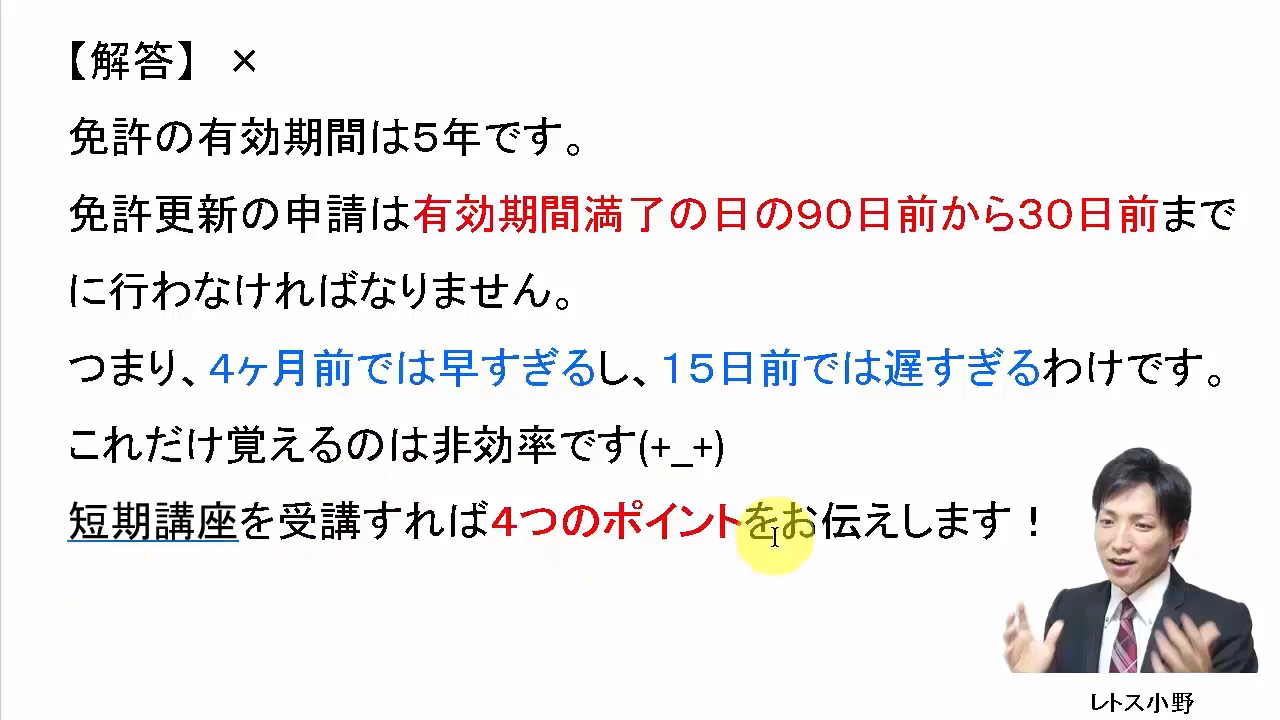 【解答】 ×
免許の有効期間は５年です。
免許更新の申請は有効期間満了の日の９０日前から３０日前まで
に行わなければなりません。
つまり、４ヶ月前では早すぎるし、１５日前では遅すぎるわけです。
これだけ覚えるのは非効率です(+_+)
短期講座を受講すれば４つのポイントをお伝えします！
レトス小野